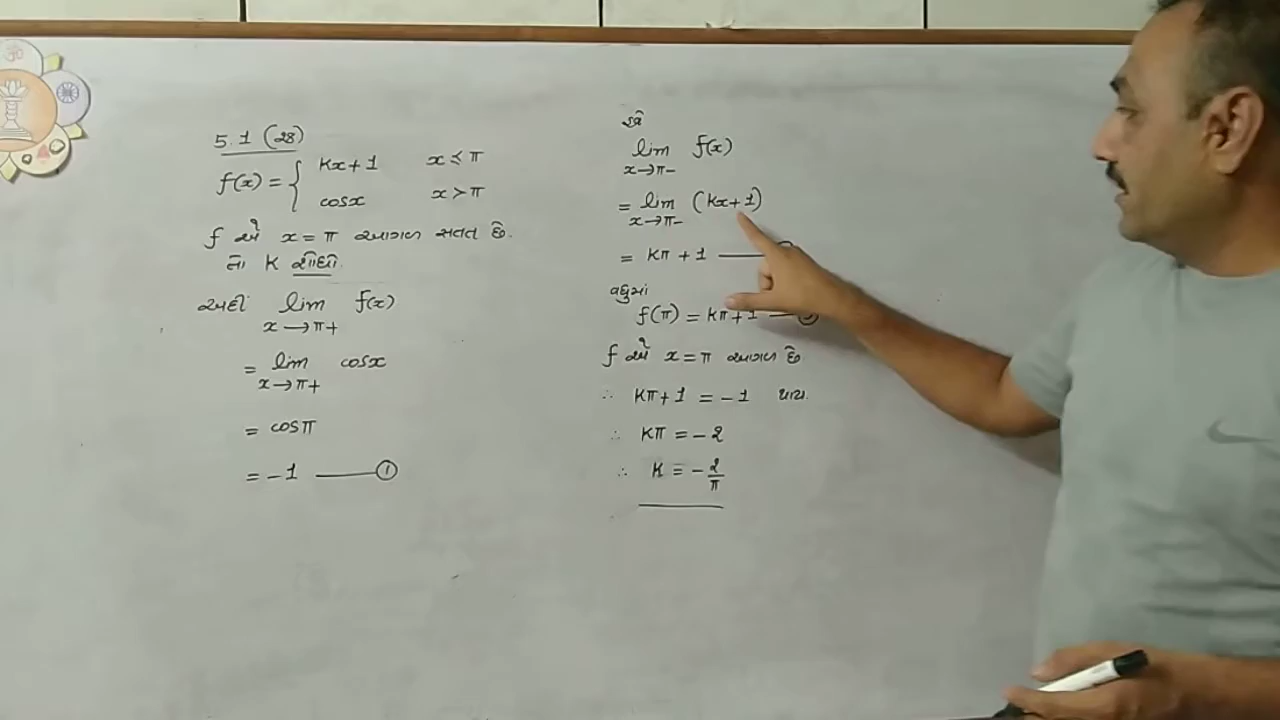 5.1 (28)
f(x) = { kx+1 x ≤ π
cosx x > π
f એ x = π આગળ સતત છે.
તો K શોધો.
અહીં lim f(x)
x→π+
= lim cosx
x→π+
= cosπ
= -1 —— ①
હવે
lim f(x)
x→π-
= lim (kx+1)
x→π-
= kπ + 1 ——
વધુમાં
f(π) = kπ+1 ——
f એ x = π આગળ છે
∴ kπ+1 = -1 થાય.
∴ kπ = -2
∴ k = -2/π